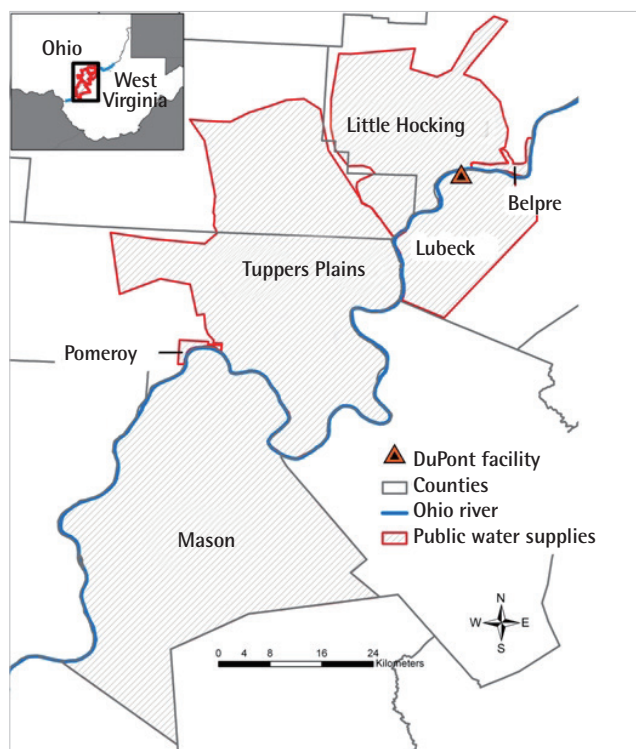 Ohio
West
Virginia
Little Hocking
Belpre
Lubeck
Tuppers Plains
Pomeroy
DuPont facility
Counties
Ohio river
Public water supplies
Mason
N
W E
S
0 4 8 16 24
Kilometers